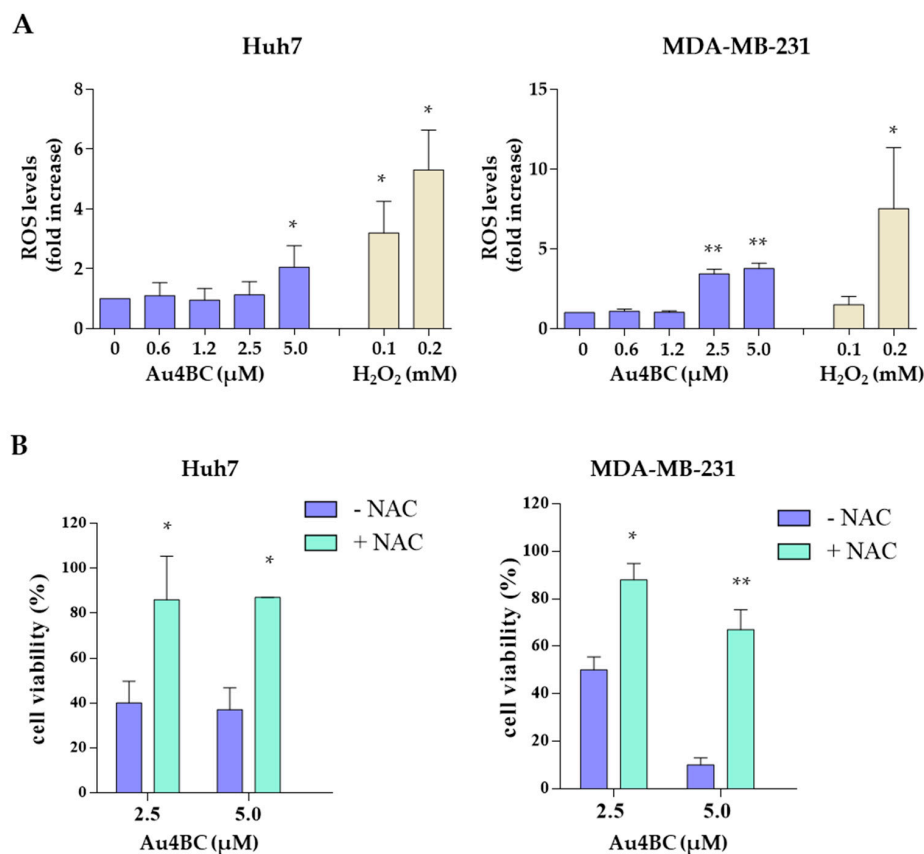 A
Huh7
ROS levels
(fold increase)
8
6
4
2
0
*
*
*
0 0.6 1.2 2.5 5.0 0.1 0.2
Au4BC (μM) H₂O₂ (mM)
MDA-MB-231
ROS levels
(fold increase)
15
10
5
0
** ** *
0 0.6 1.2 2.5 5.0 0.1 0.2
Au4BC (μM) H₂O₂ (mM)
B
Huh7
- NAC
+ NAC
cell viability (%)
120
100
80
60
40
20
0
* *
2.5 5.0
Au4BC (μM)
MDA-MB-231
- NAC
+ NAC
cell viability (%)
120
100
80
60
40
20
0
* **
2.5 5.0
Au4BC (μM)